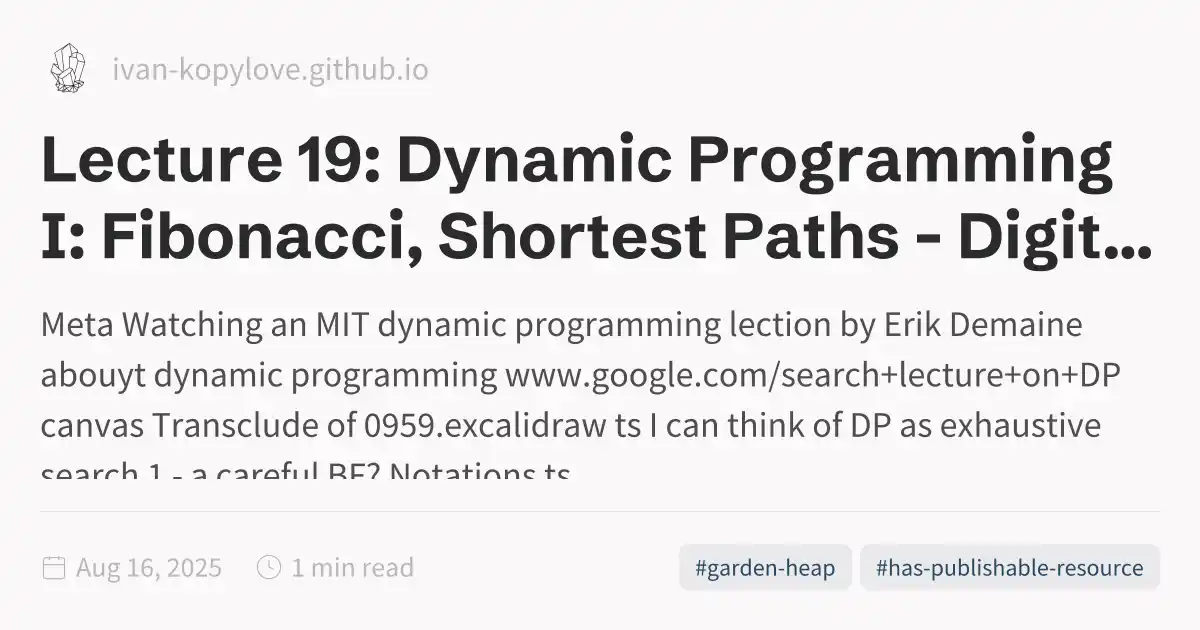 ivan-kopylove.github.io
Lecture 19: Dynamic Programming
I: Fibonacci, Shortest Paths - Digit...
Meta Watching an MIT dynamic programming lection by Erik Demaine
abouyt dynamic programming www.google.com/search+lecture+on+DP
canvas Transclude of 0959.excalidraw ts I can think of DP as exhaustive
search 1 - a careful BF? Notations ts
Aug 16, 2025
1 min read
#garden-heap
#has-publishable-resource